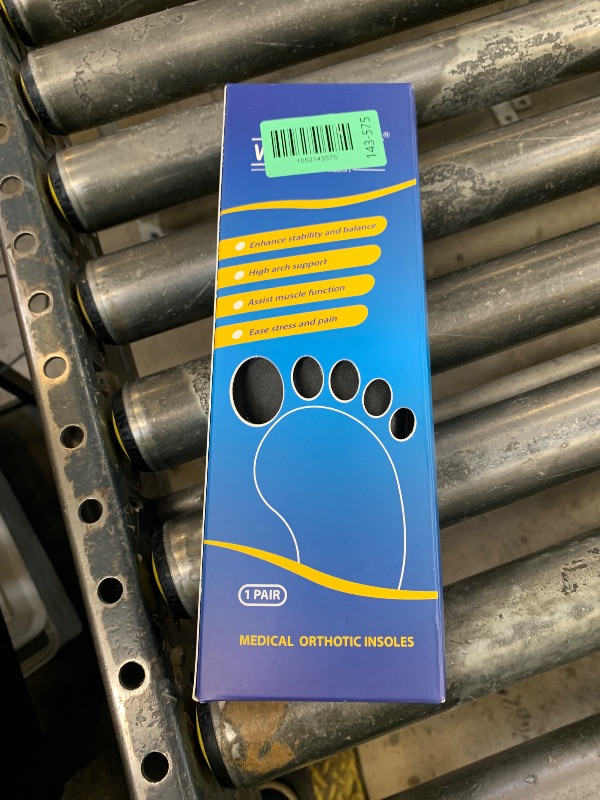 W
®
1052143575
143-575
Enhance stability and balance
High arch support
Assist muscle function
Ease stress and pain
1 PAIR
MEDICAL ORTHOTIC INSOLES